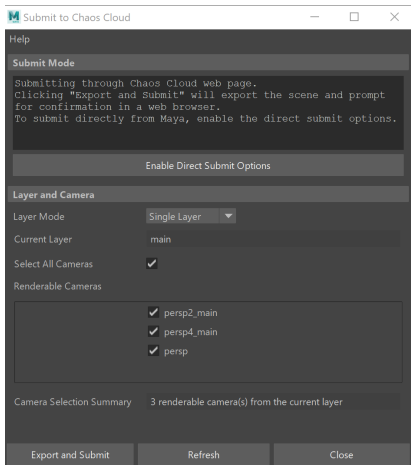 Submit to Chaos Cloud
Help
Submit Mode
Submitting through Chaos Cloud web page.
Clicking "Export and Submit" will export the scene and prompt
for confirmation in a web browser.
To submit directly from Maya, enable the direct submit options.
Enable Direct Submit Options
Layer and Camera
Layer Mode Single Layer
Current Layer main
Select All Cameras
Renderable Cameras
persp2_main
persp4_main
persp
Camera Selection Summary 3 renderable camera(s) from the current layer
Export and Submit Refresh Close